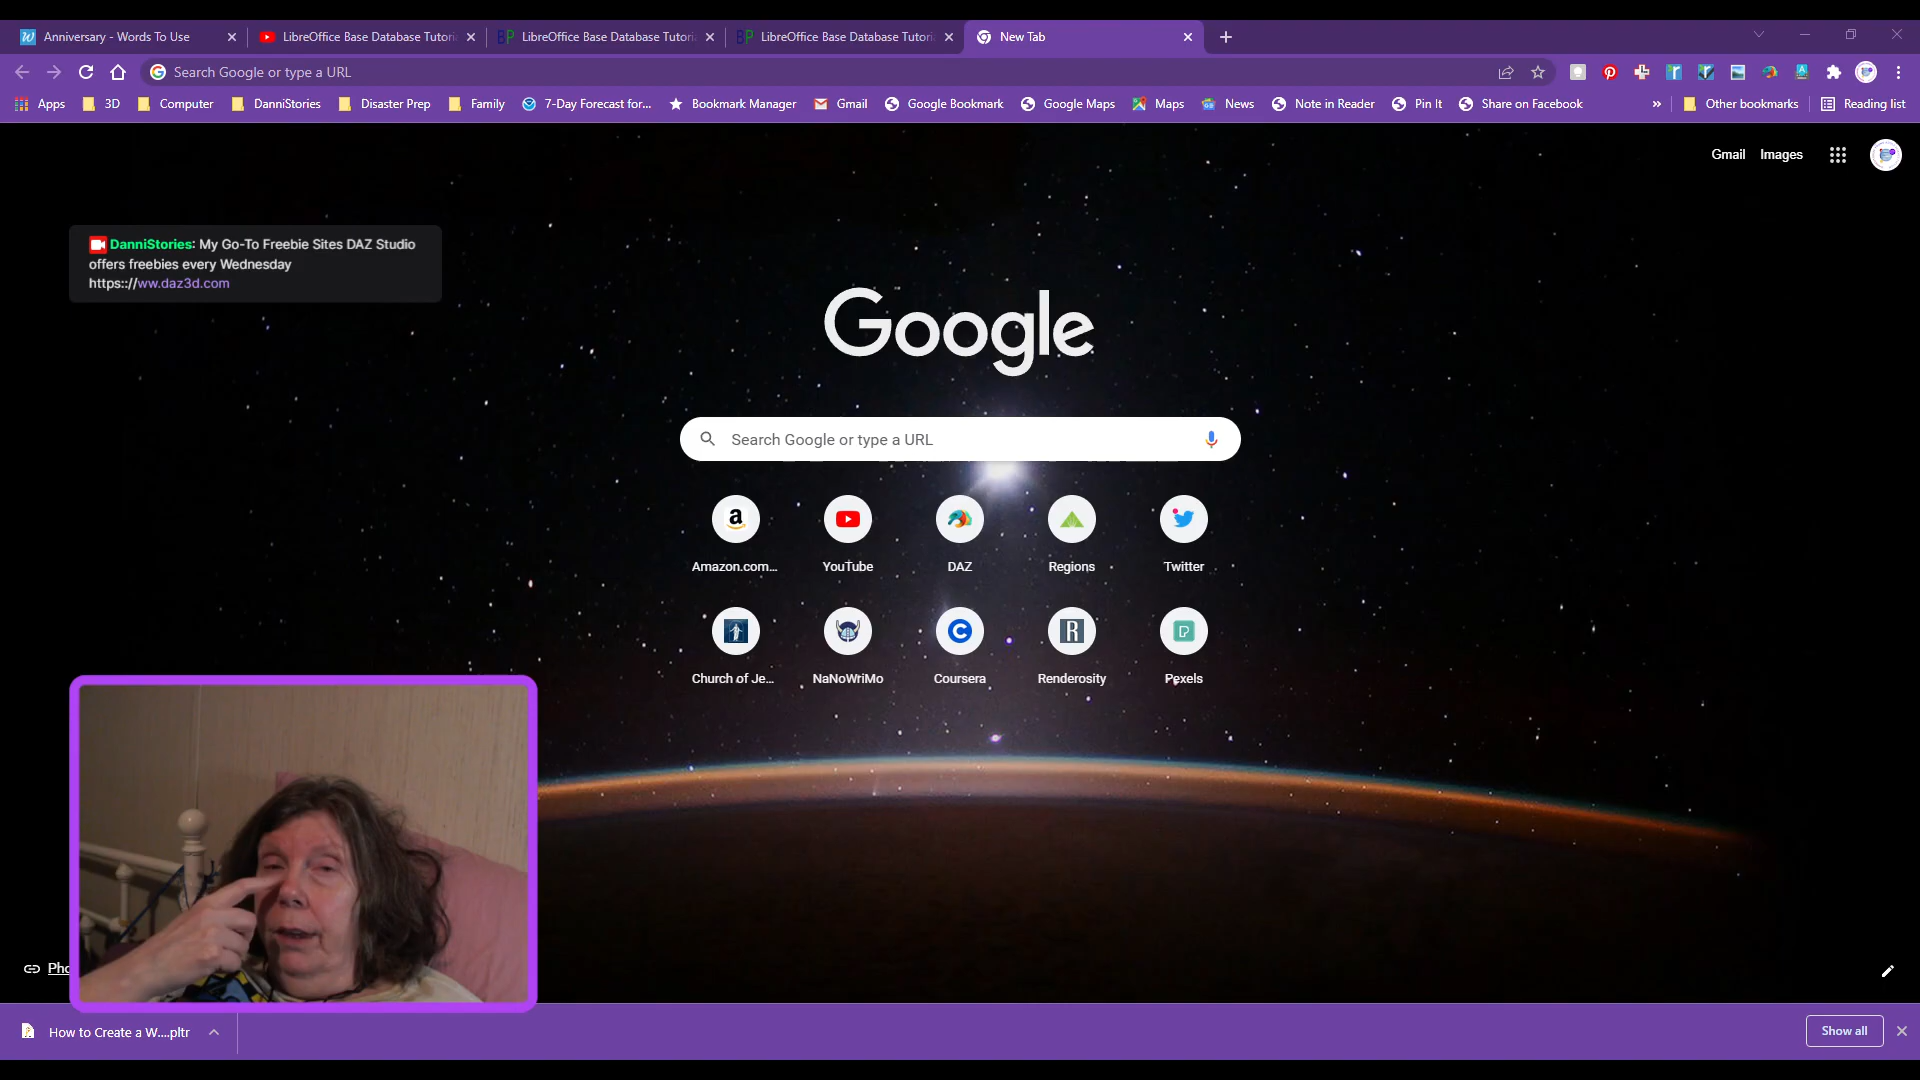 Anniversary - Words To Use
LibreOffice Base Database Tutori
LibreOffice Base Database Tutori
LibreOffice Base Database Tutori
New Tab
Search Google or type a URL
Apps 3D Computer DanniStories Disaster Prep Family 7-Day Forecast for... Bookmark Manager Gmail Google Bookmark Google Maps Maps News Note in Reader Pin It Share on Facebook » Other bookmarks Reading list
Gmail Images
DanniStories: My Go-To Freebie Sites DAZ Studio
offers freebies every Wednesday
https:://ww.daz3d.com
Google
Search Google or type a URL
Amazon.com... YouTube DAZ Regions Twitter
Church of Je... NaNoWriMo Coursera Renderosity Pexels
Pho
How to Create a W....pltr
Show all